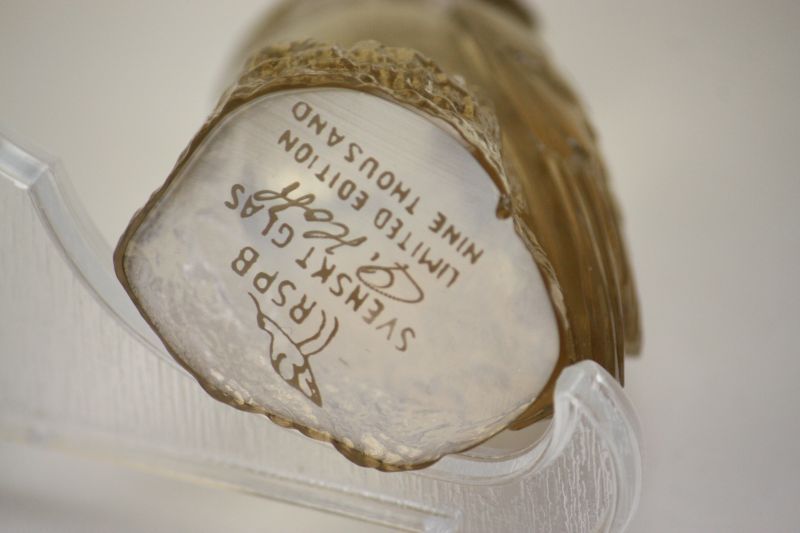 RSPB
SVENSKT GLAS
LIMITED EDITION
NINE THOUSAND